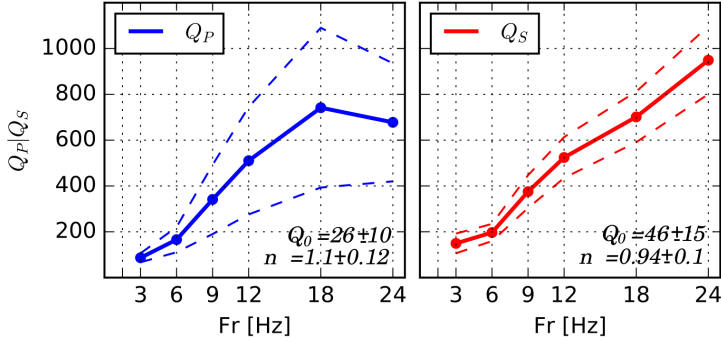 Q_P
Q_S
1000
800
600
400
200
Q_P|Q_S
Q_0 =26±10
n =1.1±0.12
Q_0 =46±15
n =0.94±0.1
3 6 9 12 18 24
3 6 9 12 18 24
Fr [Hz]
Fr [Hz]